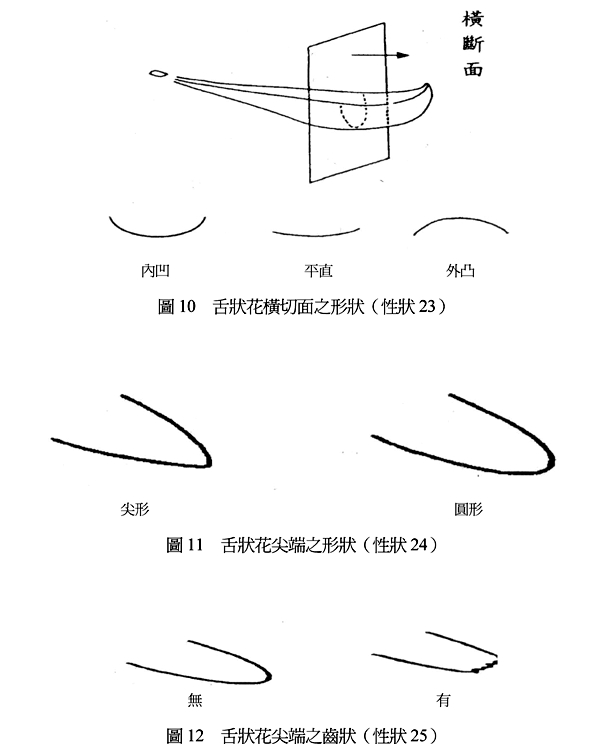 橫斷面
內凹 平直 外凸
圖 10 舌狀花橫切面之形狀（性狀 23）
尖形 圓形
圖 11 舌狀花尖端之形狀（性狀 24）
無 有
圖 12 舌狀花尖端之齒狀（性狀 25）